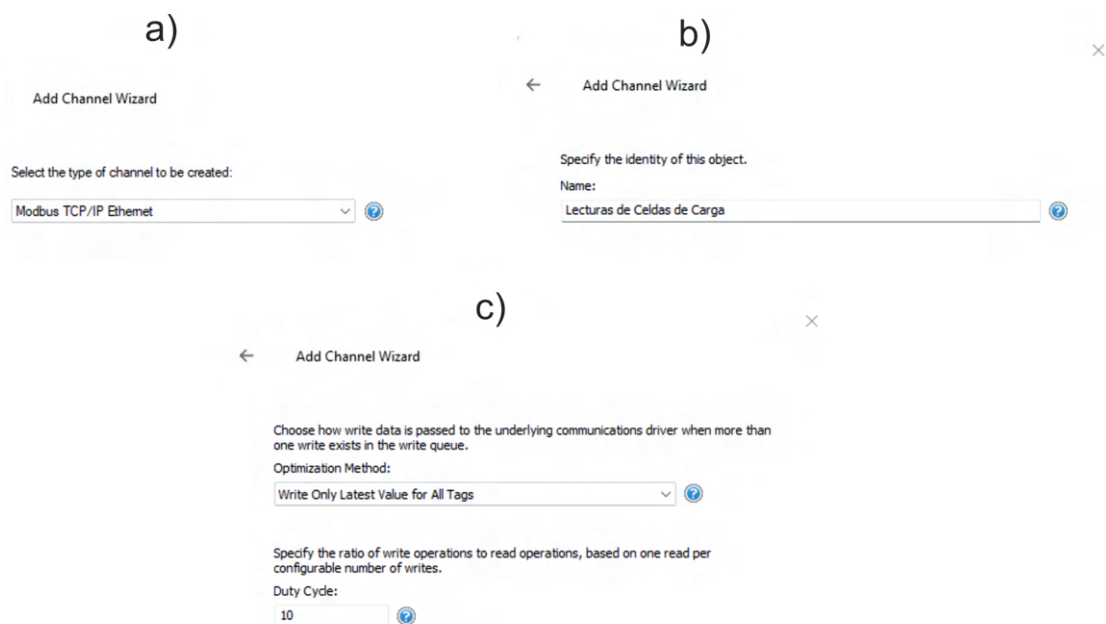 a)
Add Channel Wizard
Select the type of channel to be created:
Modbus TCP/IP Ethernet
b)
Add Channel Wizard
Specify the identity of this object.
Name:
Lecturas de Celdas de Carga
c)
Add Channel Wizard
Choose how write data is passed to the underlying communications driver when more than
one write exists in the write queue.
Optimization Method:
Write Only Latest Value for All Tags
Specify the ratio of write operations to read operations, based on one read per
configurable number of writes.
Duty Cycle:
10